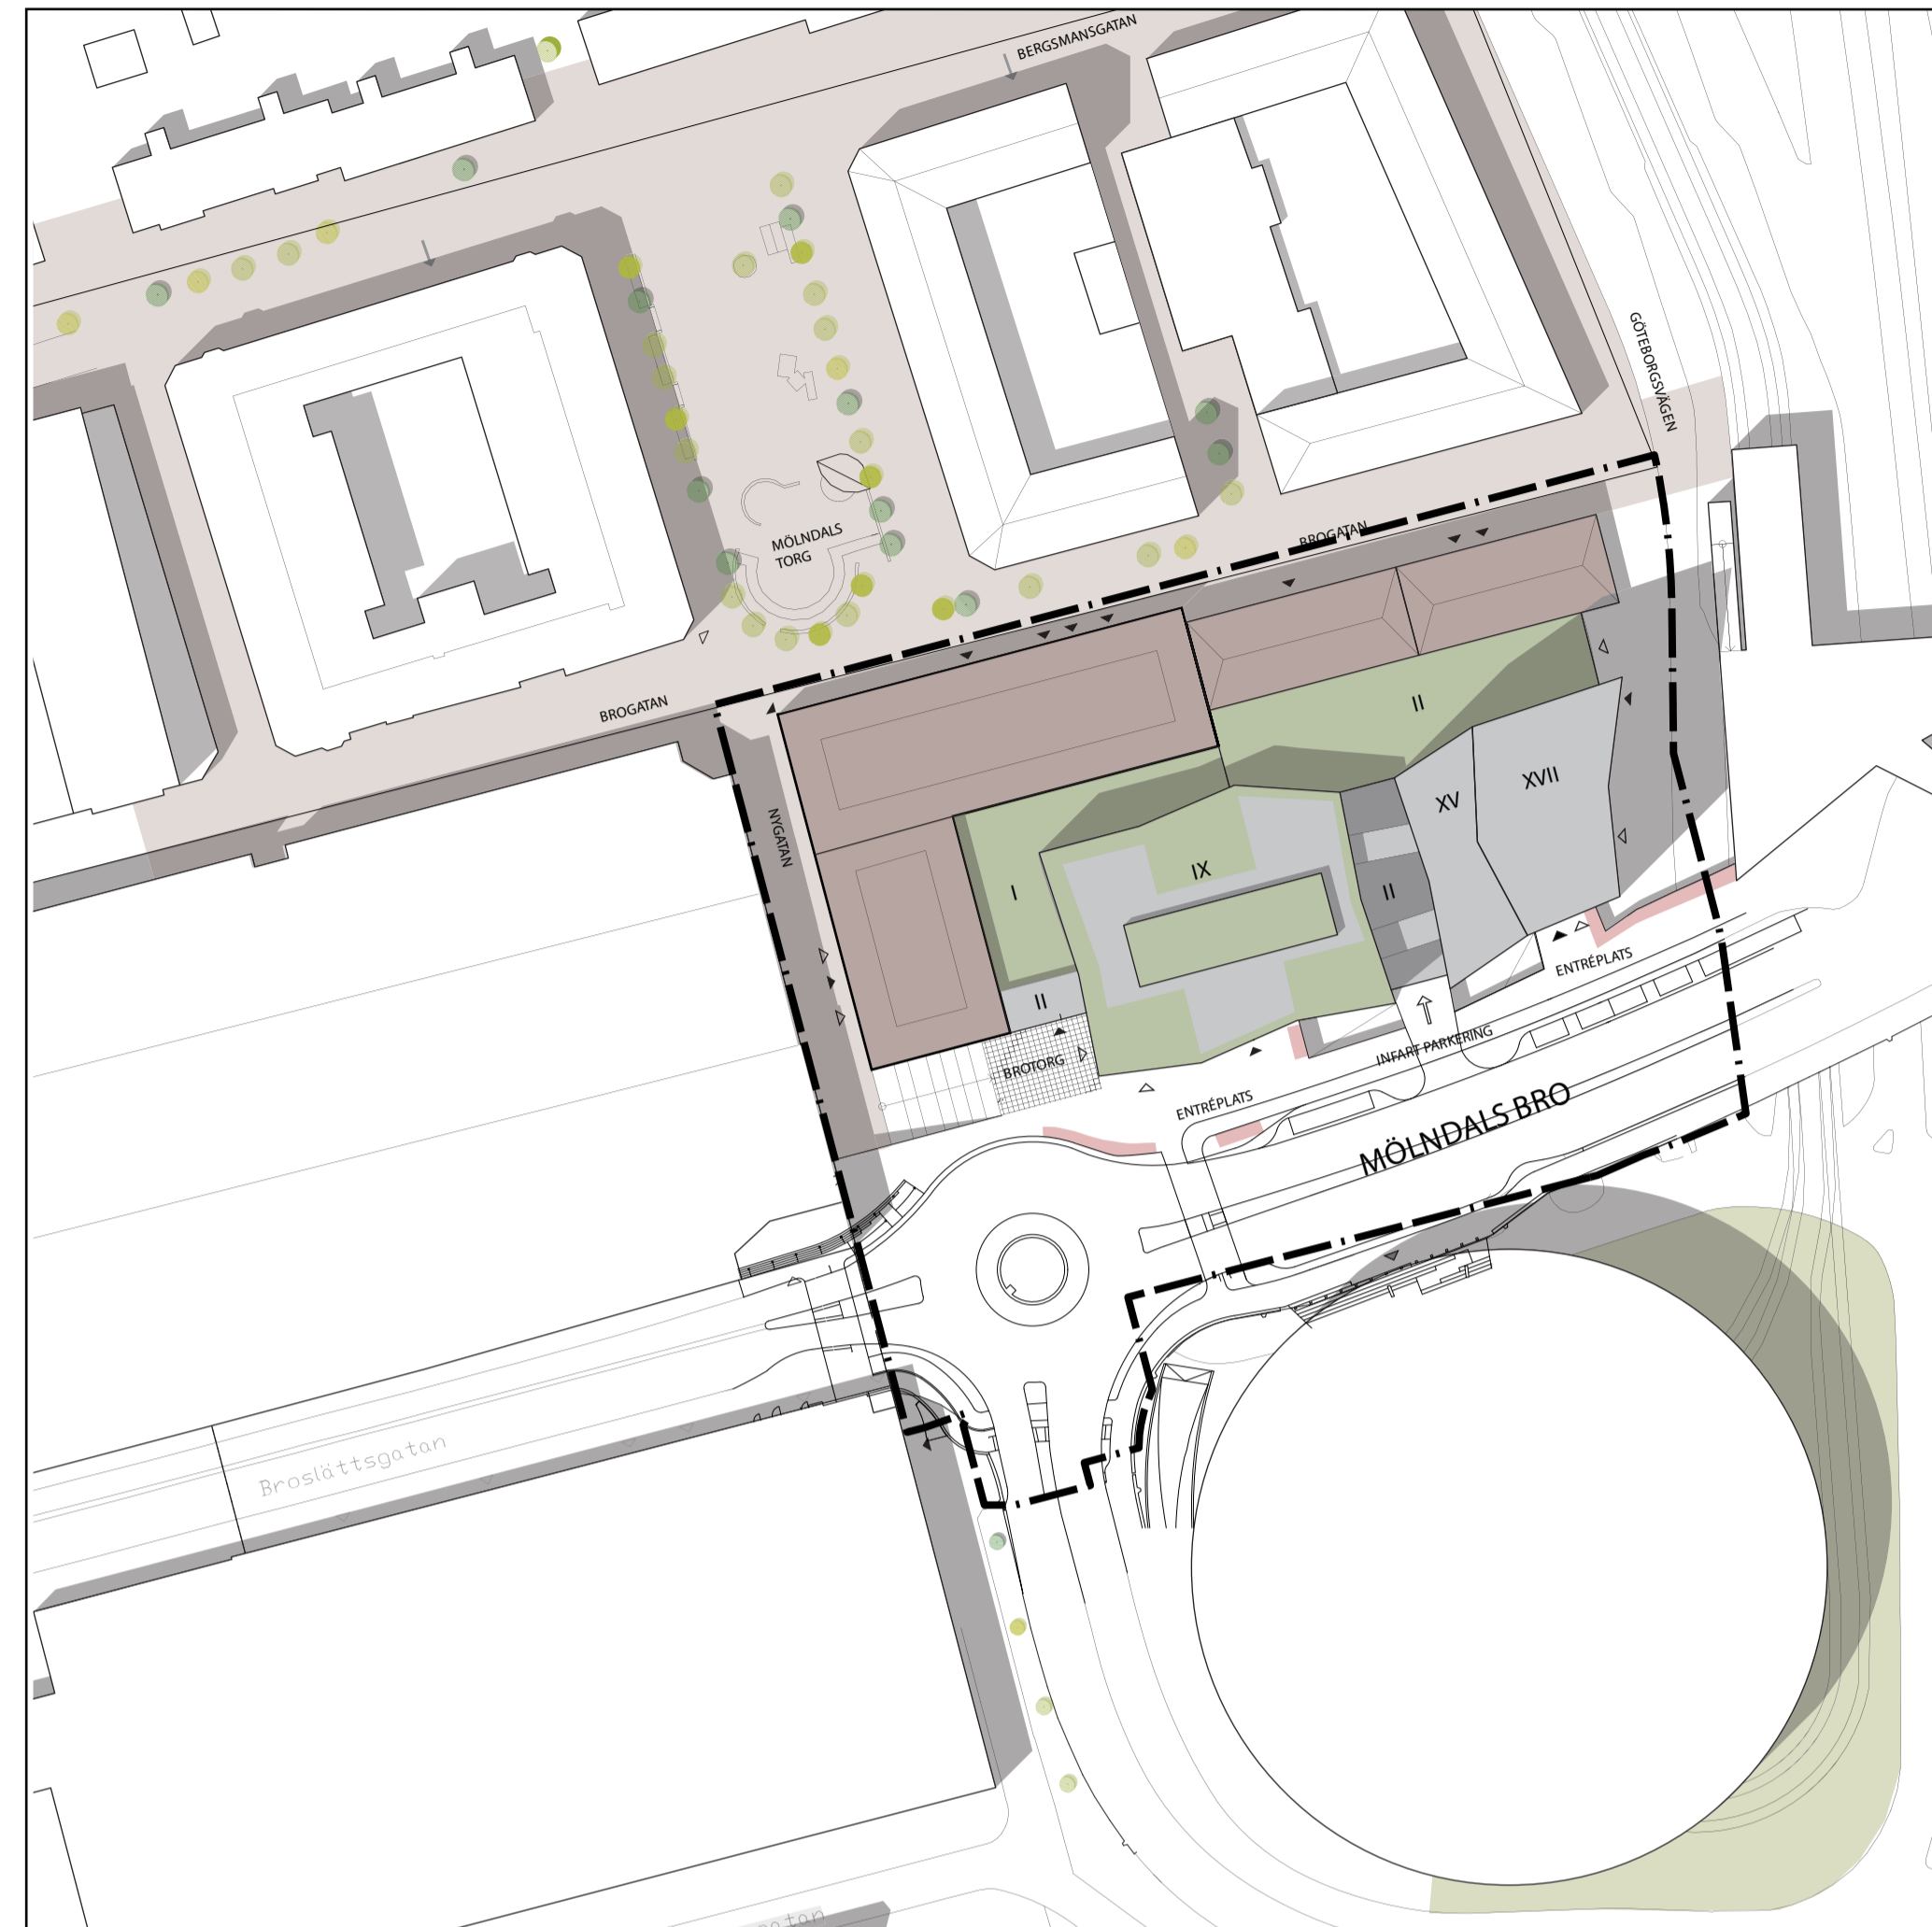 BERGSMANSGATAN
GÖTEBORGSVÄGEN
MÖLNDALS
TORG
BROGATAN
BROGATAN
II
XVII
XV
NYGATAN
IX
I
II
II
ENTRÉPLATS
INFART PARKERING
BROTORG
ENTRÉPLATS
MÖLNDALS BRO
Broslättsgatan